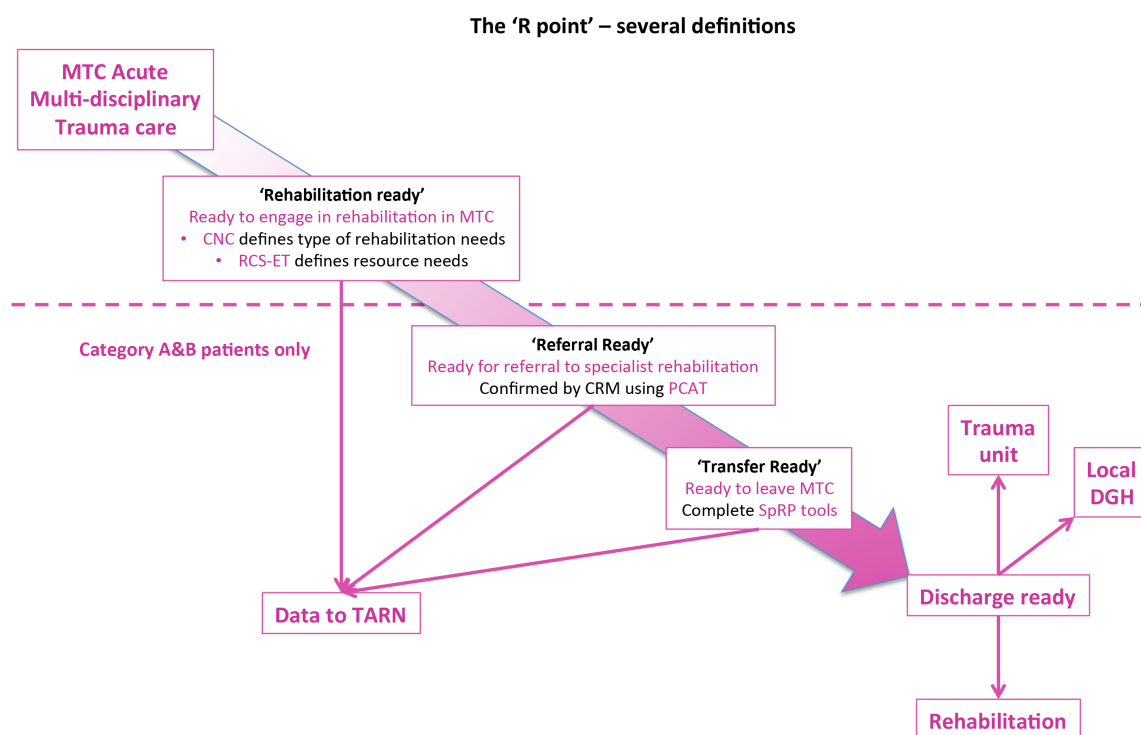 The ‘R point’ – several definitions
MTC Acute
Multi-disciplinary
Trauma care
‘Rehabilitation ready’
Ready to engage in rehabilitation in MTC
• CNC defines type of rehabilitation needs
• RCS-ET defines resource needs
Category A&B patients only
‘Referral Ready’
Ready for referral to specialist rehabilitation
Confirmed by CRM using PCAT
‘Transfer Ready’
Ready to leave MTC
Complete SpRP tools
Trauma
unit
Local
DGH
Data to TARN
Discharge ready
Rehabilitation